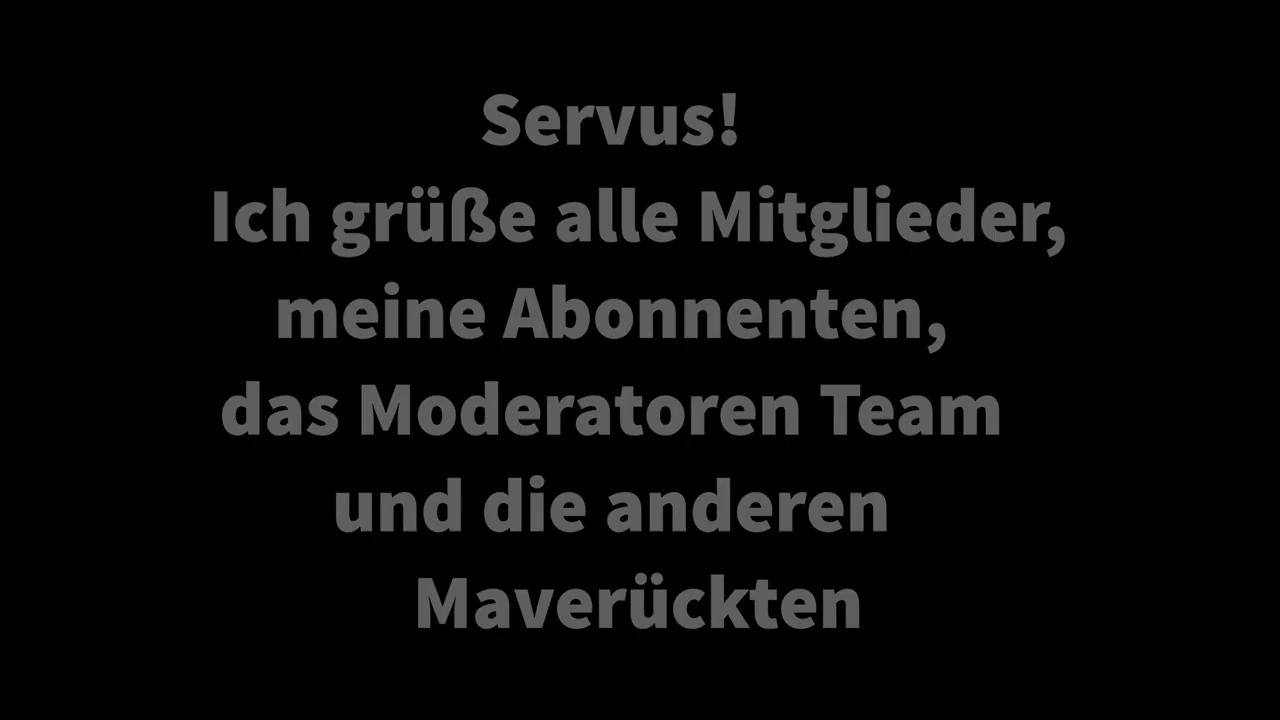 Servus!
Ich grüße alle Mitglieder,
meine Abonnenten,
das Moderatoren Team
und die anderen
Maverückten